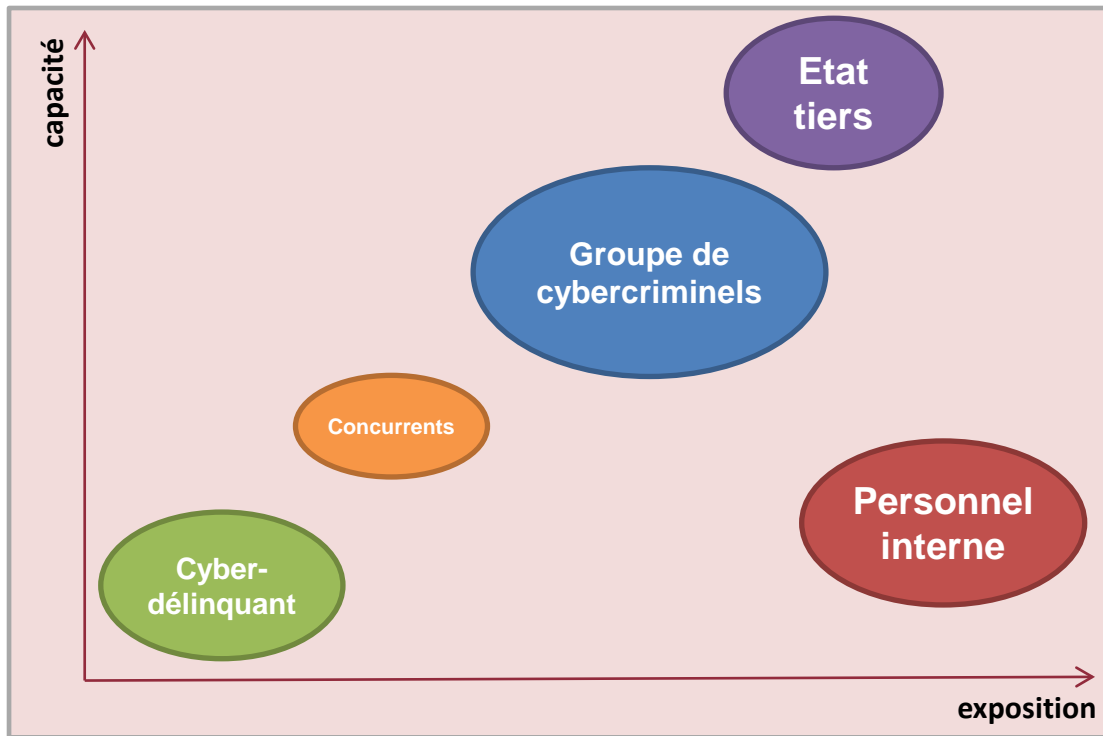 capacité
Etat
tiers
Groupe de
cybercriminels
Concurrents
Personnel
interne
Cyber-
délinquant
exposition